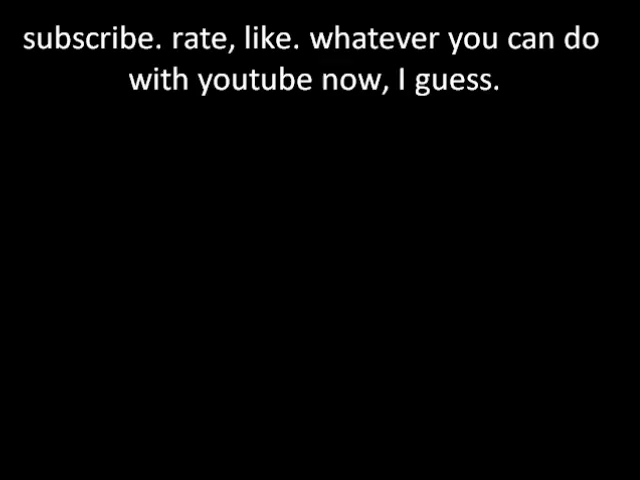 subscribe. rate, like. whatever you can do
with youtube now, I guess.